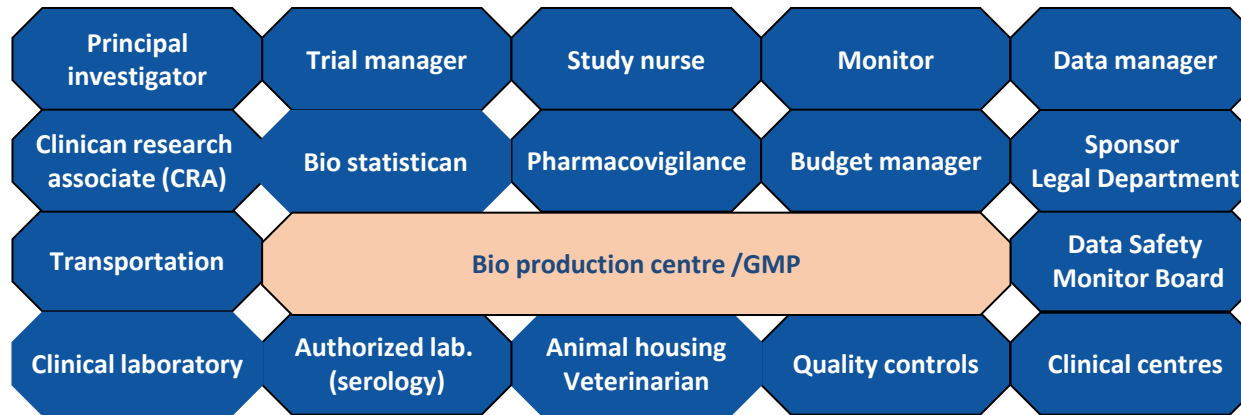 Principal
investigator
Trial manager
Study nurse
Monitor
Data manager
Clinican research
associate (CRA)
Bio statistican
Pharmacovigilance
Budget manager
Sponsor
Legal Department
Transportation
Bio production centre /GMP
Data Safety
Monitor Board
Clinical laboratory
Authorized lab.
(serology)
Animal housing
Veterinarian
Quality controls
Clinical centres